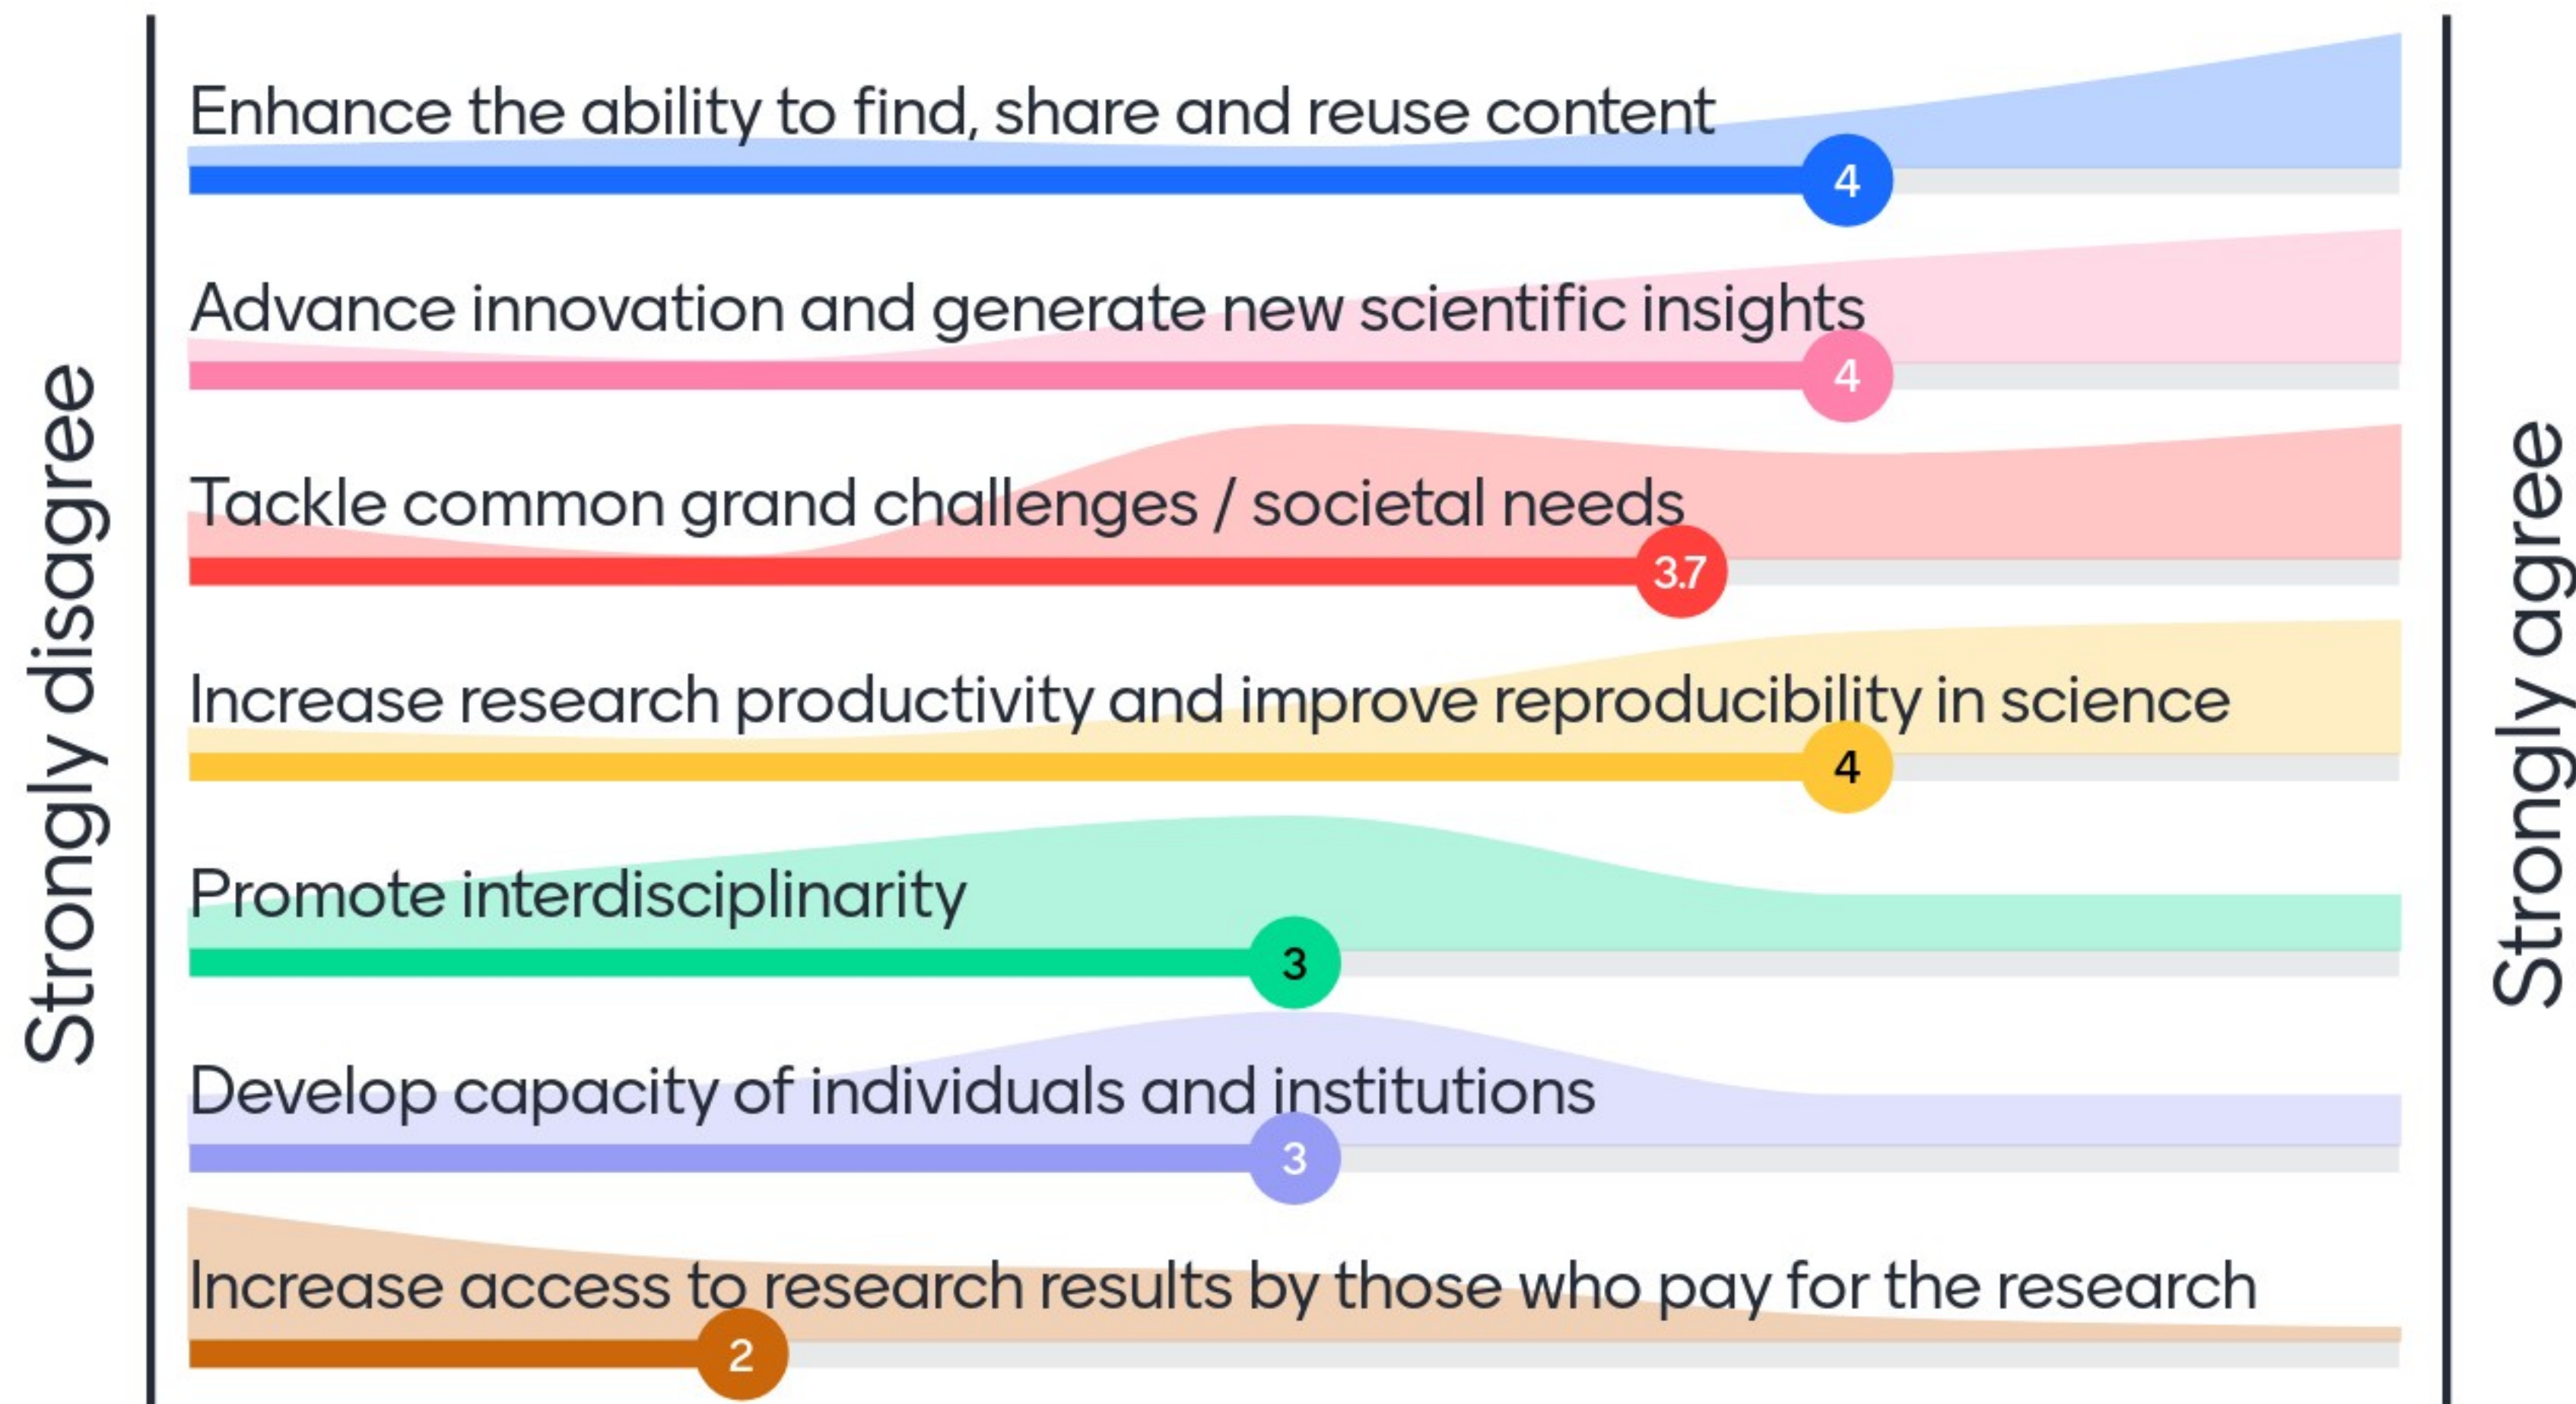 Strongly disagree
Enhance the ability to find, share and reuse content
4
Advance innovation and generate new scientific insights
4
Tackle common grand challenges / societal needs
3.7
Increase research productivity and improve reproducibility in science
4
Promote interdisciplinarity
3
Develop capacity of individuals and institutions
3
Increase access to research results by those who pay for the research
2
Strongly agree